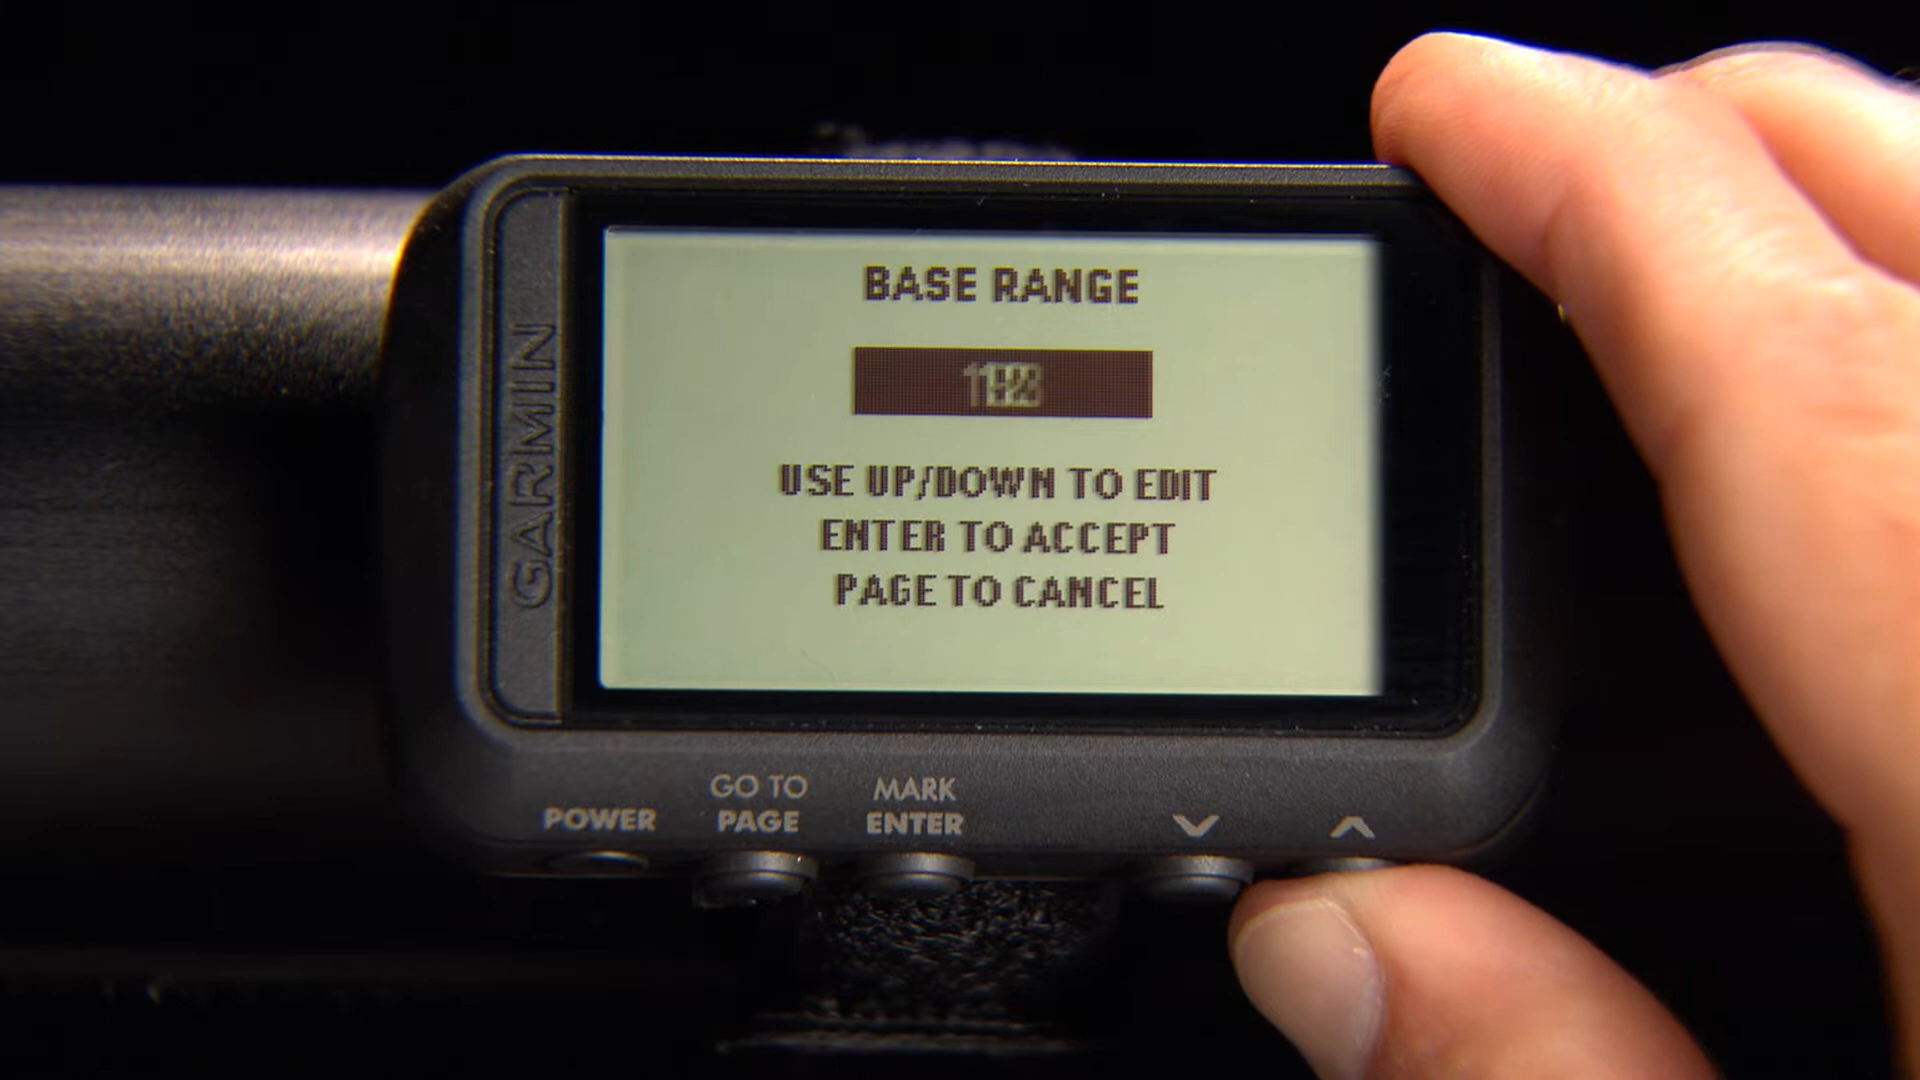 BASE RANGE
USE UP/DOWN TO EDIT
ENTER TO ACCEPT
PAGE TO CANCEL
GARMIN
POWER
GO TO
PAGE
MARK
ENTER